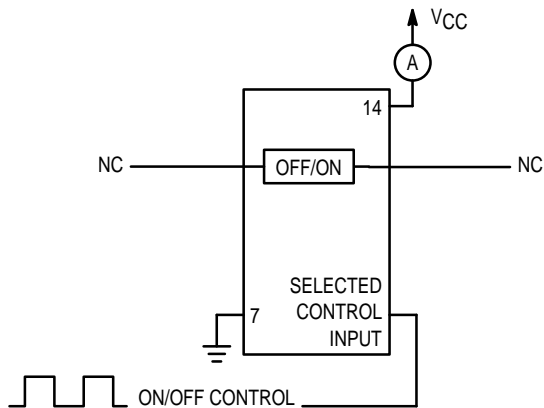 VCC
A
14
NC
OFF/ON
NC
SELECTED
7
CONTROL
INPUT
ON/OFF CONTROL